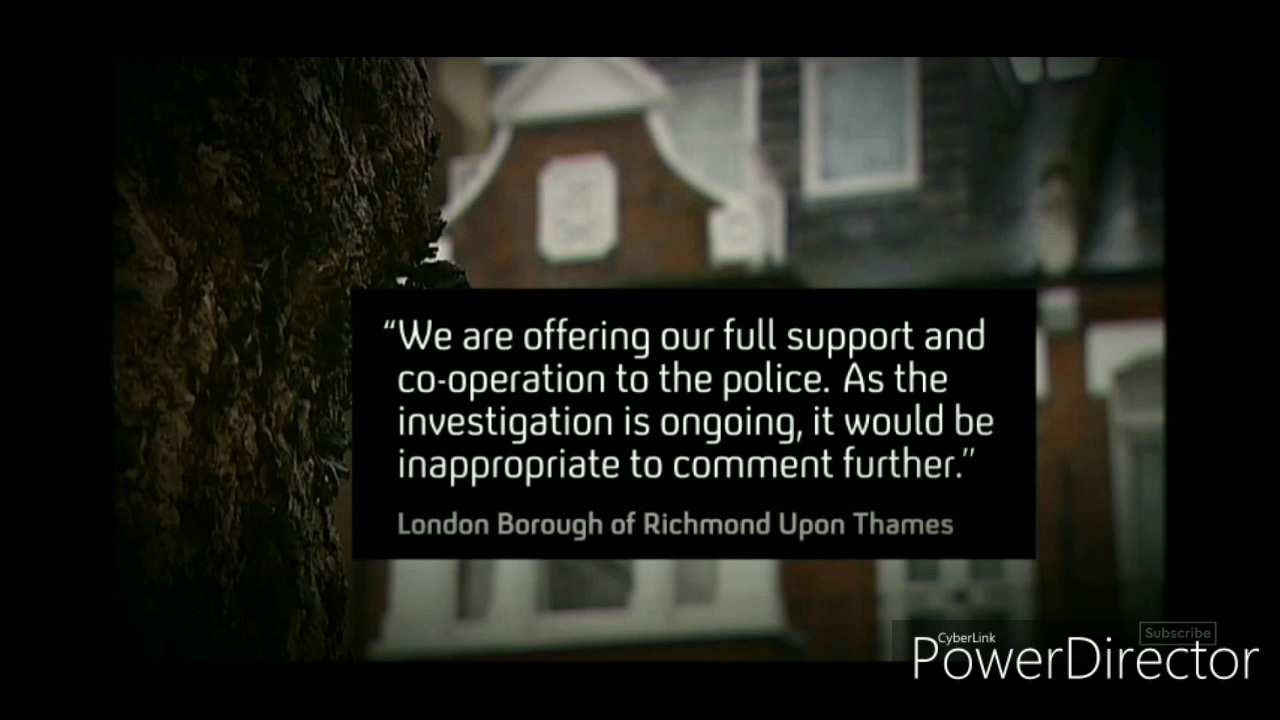 “We are offering our full support and
co-operation to the police. As the
investigation is ongoing, it would be
inappropriate to comment further.”
London Borough of Richmond Upon Thames
Subscribe
CyberLink
PowerDirector